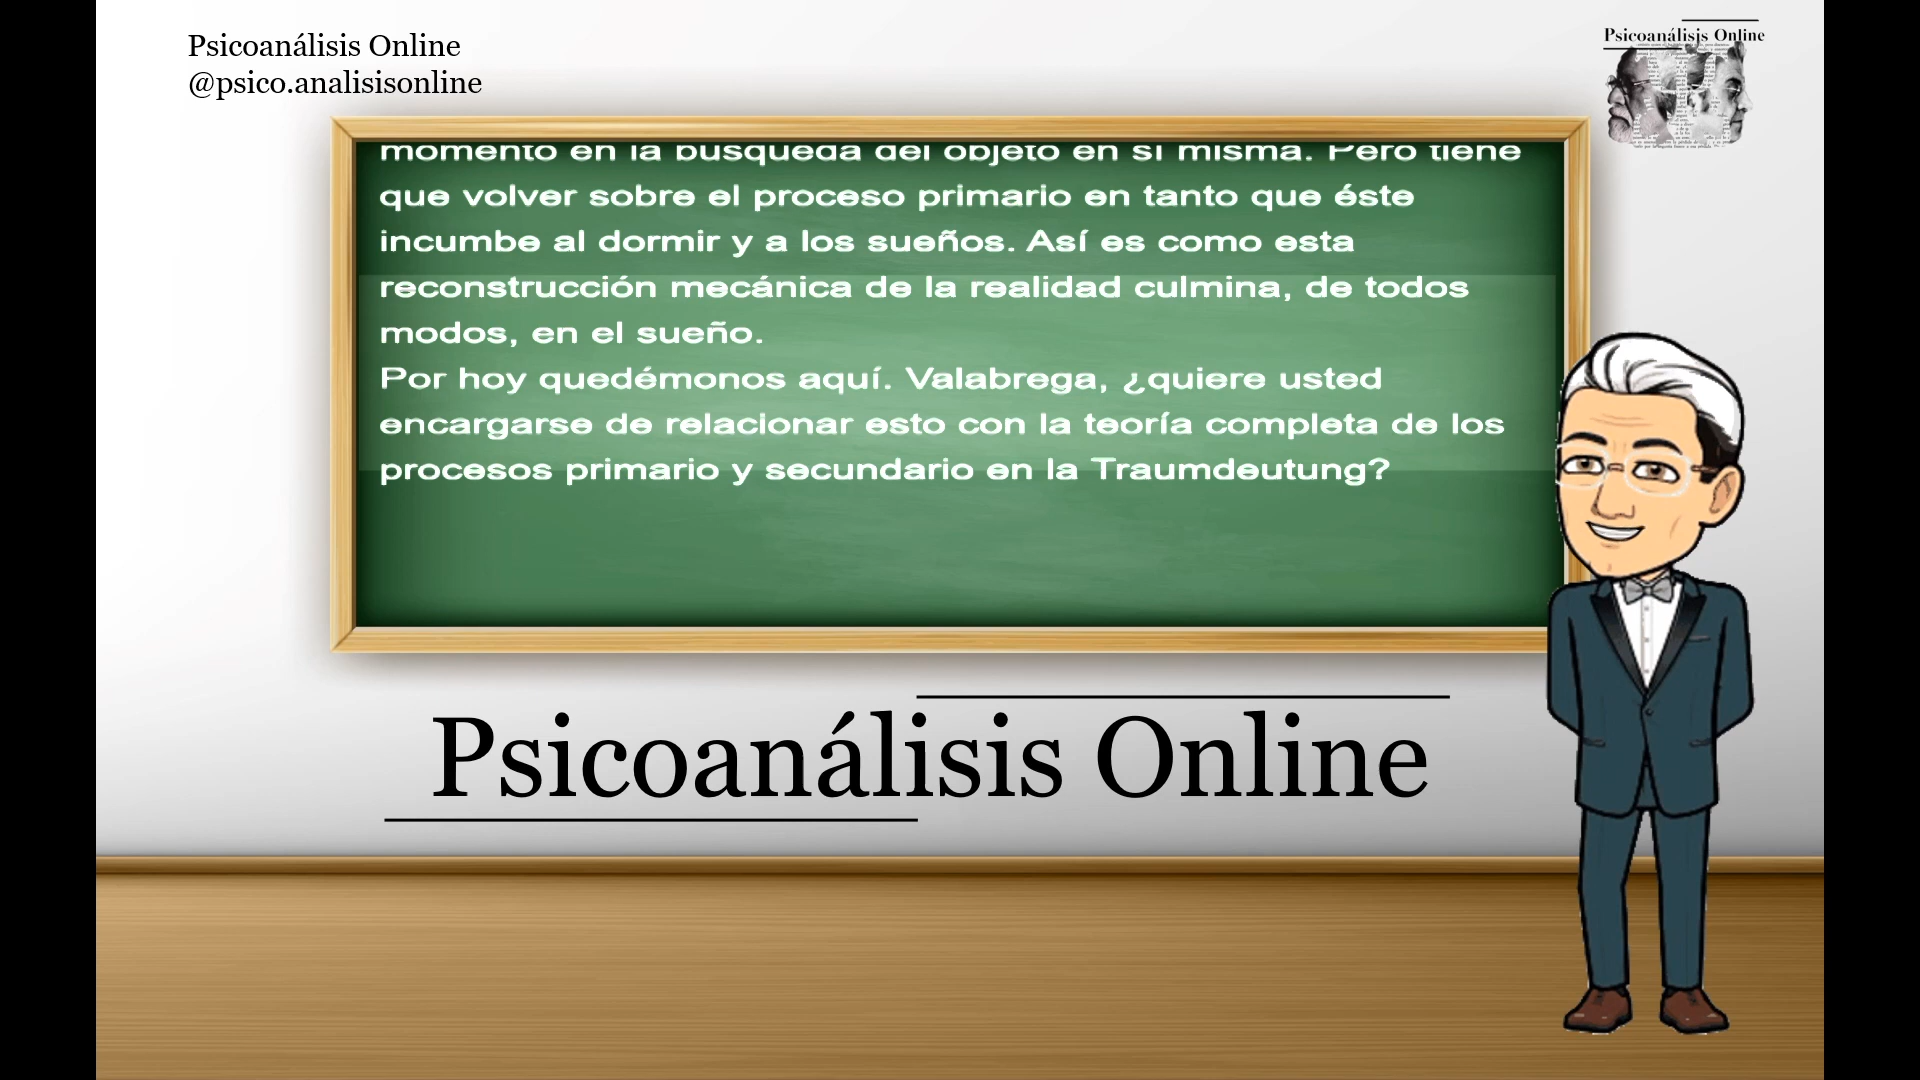 Psicoanálisis Online
@psico.analisisonline
Psicoanálisis Online
momento en la búsqueda del objeto en sí misma. Pero tiene
que volver sobre el proceso primario en tanto que éste
incumbe al dormir y a los sueños. Así es como esta
reconstrucción mecánica de la realidad culmina, de todos
modos, en el sueño.
Por hoy quedémonos aquí. Valabrega, ¿quiere usted
encargarse de relacionar esto con la teoría completa de los
procesos primario y secundario en la Traumdeutung?
Psicoanálisis Online